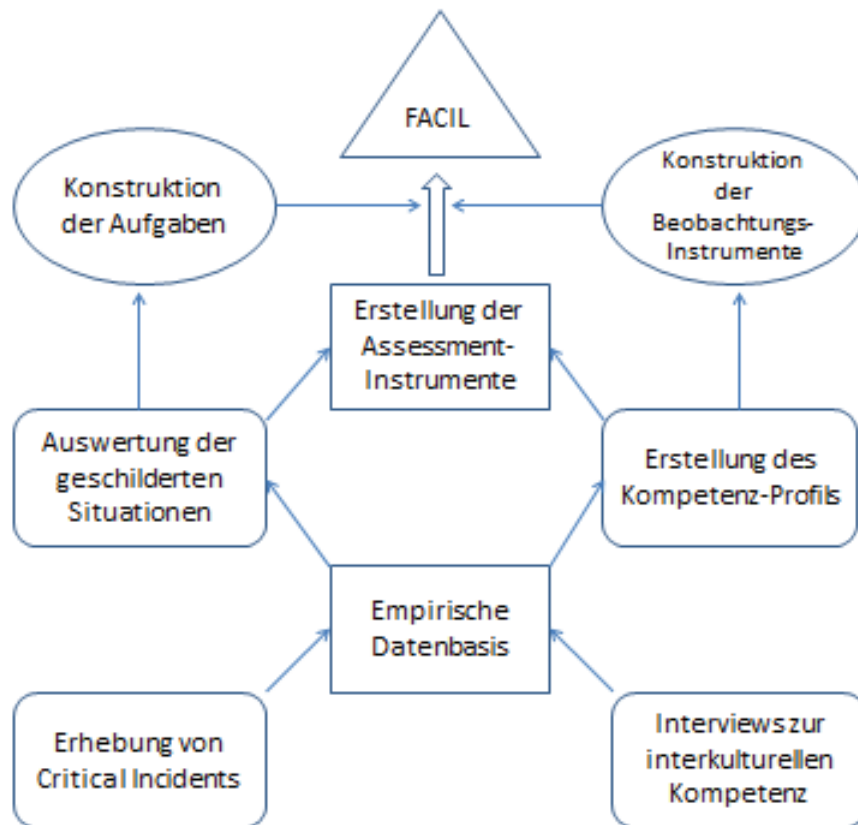 FACIL
Konstruktion
der Aufgaben
Konstruktion
der
Beobachtungs-
Instrumente
Erstellung der
Assessment-
Instrumente
Auswertung der
geschilderten
Situationen
Erstellung des
Kompetenz-Profils
Empirische
Datenbasis
Erhebung von
Critical Incidents
Interviews zur
interkulturellen
Kompetenz